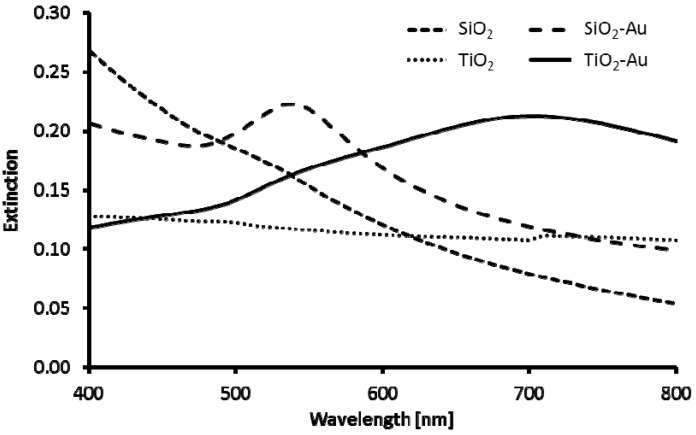 0.30
0.25
0.20
0.15
0.10
0.05
0.00
Extinction
SiO₂
SiO₂-Au
TiO₂
TiO₂-Au
400
500
600
700
800
Wavelength [nm]